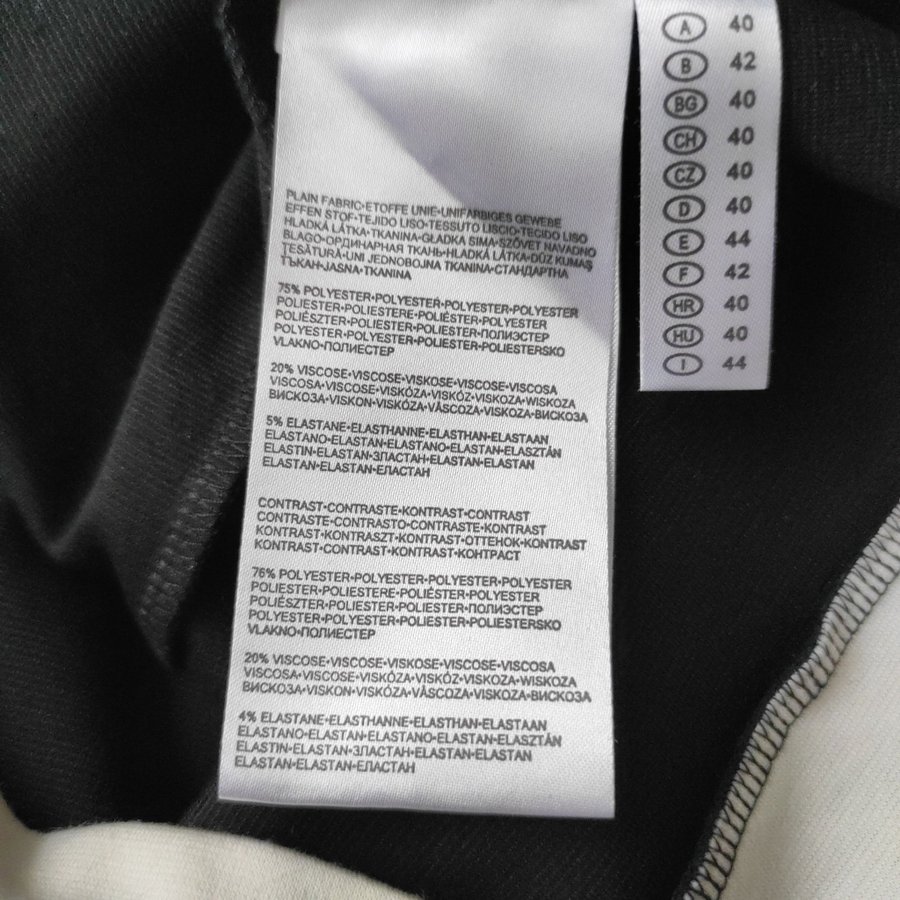 PLAIN FABRIC•ETOFFE UNIE•UNIFARBIGES GEWEBE
EFFEN STOF•TEJIDO LISO•TESSUTO LISCIO•TECIDO LISO
HLADKÁ LÁTKA•TKANINA•GŁADKA SIMA•SZÖVET NAVADNO
BLAGO•ОРДИНАРНАЯ ТКАНЬ•HLADKÁ LÁTKA•DÜZ KUMAŞ
ŢESĂTURĂ•UNI JEDNOBOJNA TKANINA•СТАНДАРТНА
ТЪКАН•JASNA•TKANINA
75% POLYESTER•POLYESTER•POLYESTER•POLYESTER
POLIESTER•POLIESTERE•POLIÉSTER•POLYESTER
POLIÉSZTER•POLIESTER•POLIESTER•ПОЛИЭСТЕР
POLYESTER•POLYESTER•POLIESTER•POLIESTERSKO
VLAKNO•ПОЛИЕСТЕР
20% VISCOSE•VISCOSE•VISKOSE•VISCOSE•VISCOSA
VISCOSA•VISCOSE•VISKÓZA•VISKÓZ•VISKOZA•WISKOZA
ВИСКОЗА•VISKON•VISKÓZA•VÂSCOZA•VISKOZA•ВИСКОЗА
5% ELASTANE•ELASTHANNE•ELASTHAN•ELASTAAN
ELASTANO•ELASTAN•ELASTANO•ELASTAN•ELASZTÁN
ELASTIN•ELASTAN•ЭЛАСТАН•ELASTAN•ELASTAN
ELASTAN•ELASTAN•ЕЛАСТАН
CONTRAST•CONTRASTE•KONTRAST•CONTRAST
CONTRASTE•CONTRASTO•CONTRASTE•KONTRAST
KONTRAST•KONTRASZT•KONTRAST•ОТТЕНОК•KONTRAST
KONTRAST•CONTRAST•KONTRAST•КОНТРАСТ
76% POLYESTER•POLYESTER•POLYESTER•POLYESTER
POLIESTER•POLIESTERE•POLIÉSTER•POLYESTER
POLIÉSZTER•POLIESTER•POLIESTER•ПОЛИЭСТЕР
POLYESTER•POLYESTER•POLIESTER•POLIESTERSKO
VLAKNO•ПОЛИЕСТЕР
20% VISCOSE•VISCOSE•VISKOSE•VISCOSE•VISCOSA
VISCOSA•VISCOSE•VISKÓZA•VISKÓZ•VISKOZA•WISKOZA
ВИСКОЗА•VISKON•VISKÓZA•VÂSCOZA•VISKOZA•ВИСКОЗА
4% ELASTANE•ELASTHANNE•ELASTHAN•ELASTAAN
ELASTANO•ELASTAN•ELASTANO•ELASTAN•ELASZTÁN
ELASTIN•ELASTAN•ЭЛАСТАН•ELASTAN•ELASTAN
ELASTAN•ELASTAN•ЕЛАСТАН
A 40
B 42
BG 40
CH 40
CZ 40
D 40
E 44
F 42
HR 40
HU 40
I 44